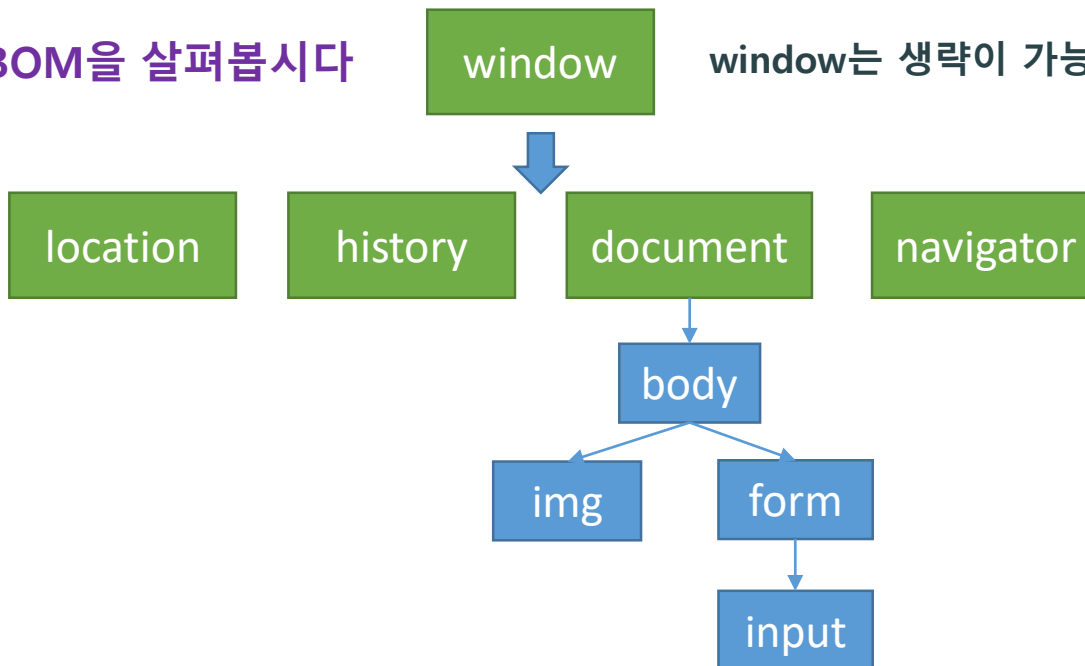 BOM을 살펴봅시다
window
window는 생략이 가능
location
history
document
navigator
body
img
form
input